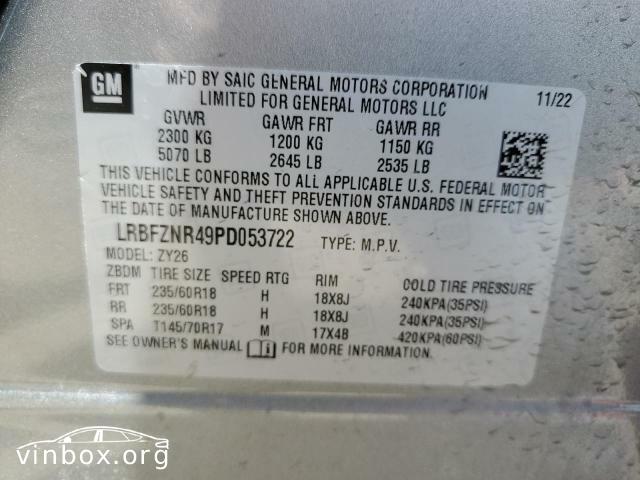 GM
MFD BY SAIC GENERAL MOTORS CORPORATION
LIMITED FOR GENERAL MOTORS LLC
11/22
GVWR GAWR FRT GAWR RR
2300 KG 1200 KG 1150 KG
5070 LB 2645 LB 2535 LB
THIS VEHICLE CONFORMS TO ALL APPLICABLE U.S. FEDERAL MOTOR
VEHICLE SAFETY AND THEFT PREVENTION STANDARDS IN EFFECT ON
THE DATE OF MANUFACTURE SHOWN ABOVE.
LRBFZNR49PD053722 TYPE: M.P.V.
MODEL: ZY26
ZBDM TIRE SIZE SPEED RTG RIM COLD TIRE PRESSURE
FRT 235/60R18 H 18X8J 240KPA(35PSI)
RR 235/60R18 H 18X8J 240KPA(35PSI)
SPA T145/70R17 M 17X4B 420KPA(60PSI)
SEE OWNER'S MANUAL FOR MORE INFORMATION.
vinbox.org